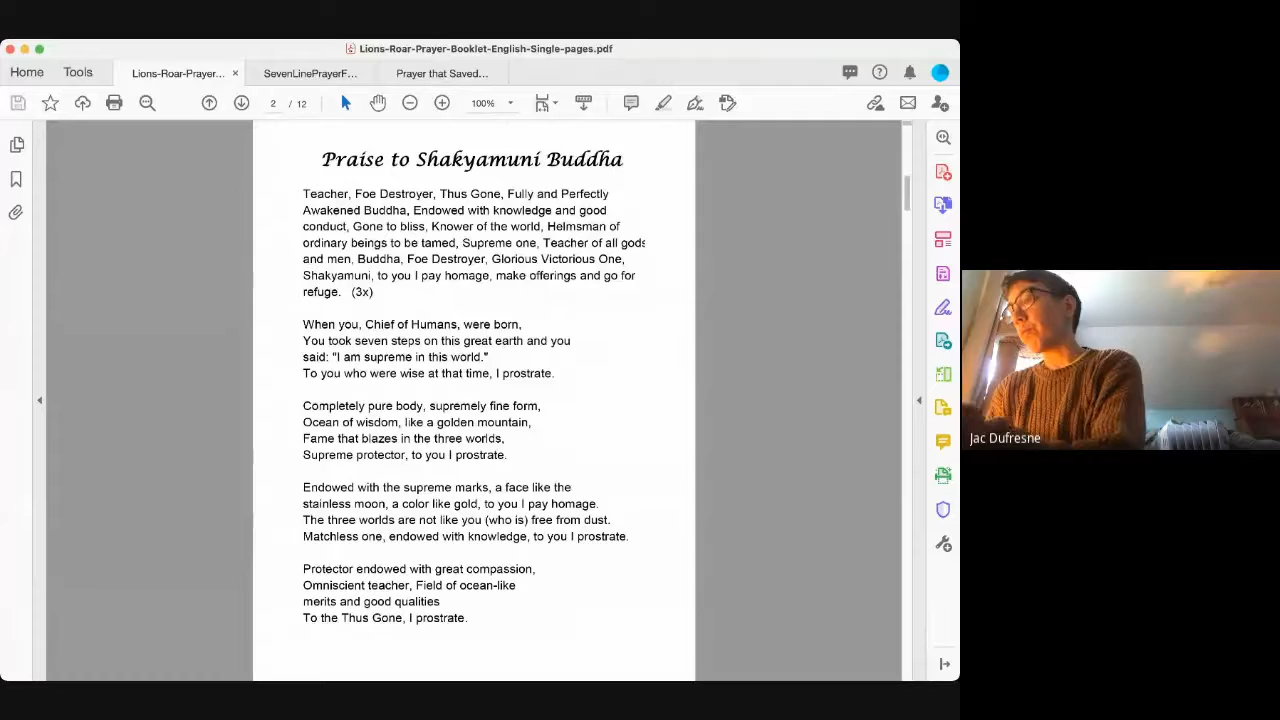 Lions-Roar-Prayer-Booklet-English-Single-pages.pdf
Home Tools Lions-Roar-Prayer... × SevenLinePrayerF... Prayer that Saved...
2 / 12 100%
Praise to Shakyamuni Buddha
Teacher, Foe Destroyer, Thus Gone, Fully and Perfectly
Awakened Buddha, Endowed with knowledge and good
conduct, Gone to bliss, Knower of the world, Helmsman of
ordinary beings to be tamed, Supreme one, Teacher of all gods
and men, Buddha, Foe Destroyer, Glorious Victorious One,
Shakyamuni, to you I pay homage, make offerings and go for
refuge. (3x)
When you, Chief of Humans, were born,
You took seven steps on this great earth and you
said: "I am supreme in this world."
To you who were wise at that time, I prostrate.
Completely pure body, supremely fine form,
Ocean of wisdom, like a golden mountain,
Fame that blazes in the three worlds,
Supreme protector, to you I prostrate.
Endowed with the supreme marks, a face like the
stainless moon, a color like gold, to you I pay homage.
The three worlds are not like you (who is) free from dust.
Matchless one, endowed with knowledge, to you I prostrate.
Protector endowed with great compassion,
Omniscient teacher, Field of ocean-like
merits and good qualities
To the Thus Gone, I prostrate.
Jac Dufresne